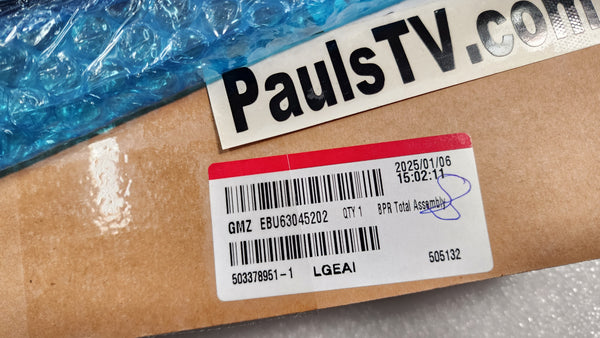 PaulsTV.com
2025/01/06
15:02:11
GMZ EBU63045202 QTY 1 BPR Total Assembly
503378951-1 LGEAI 505132